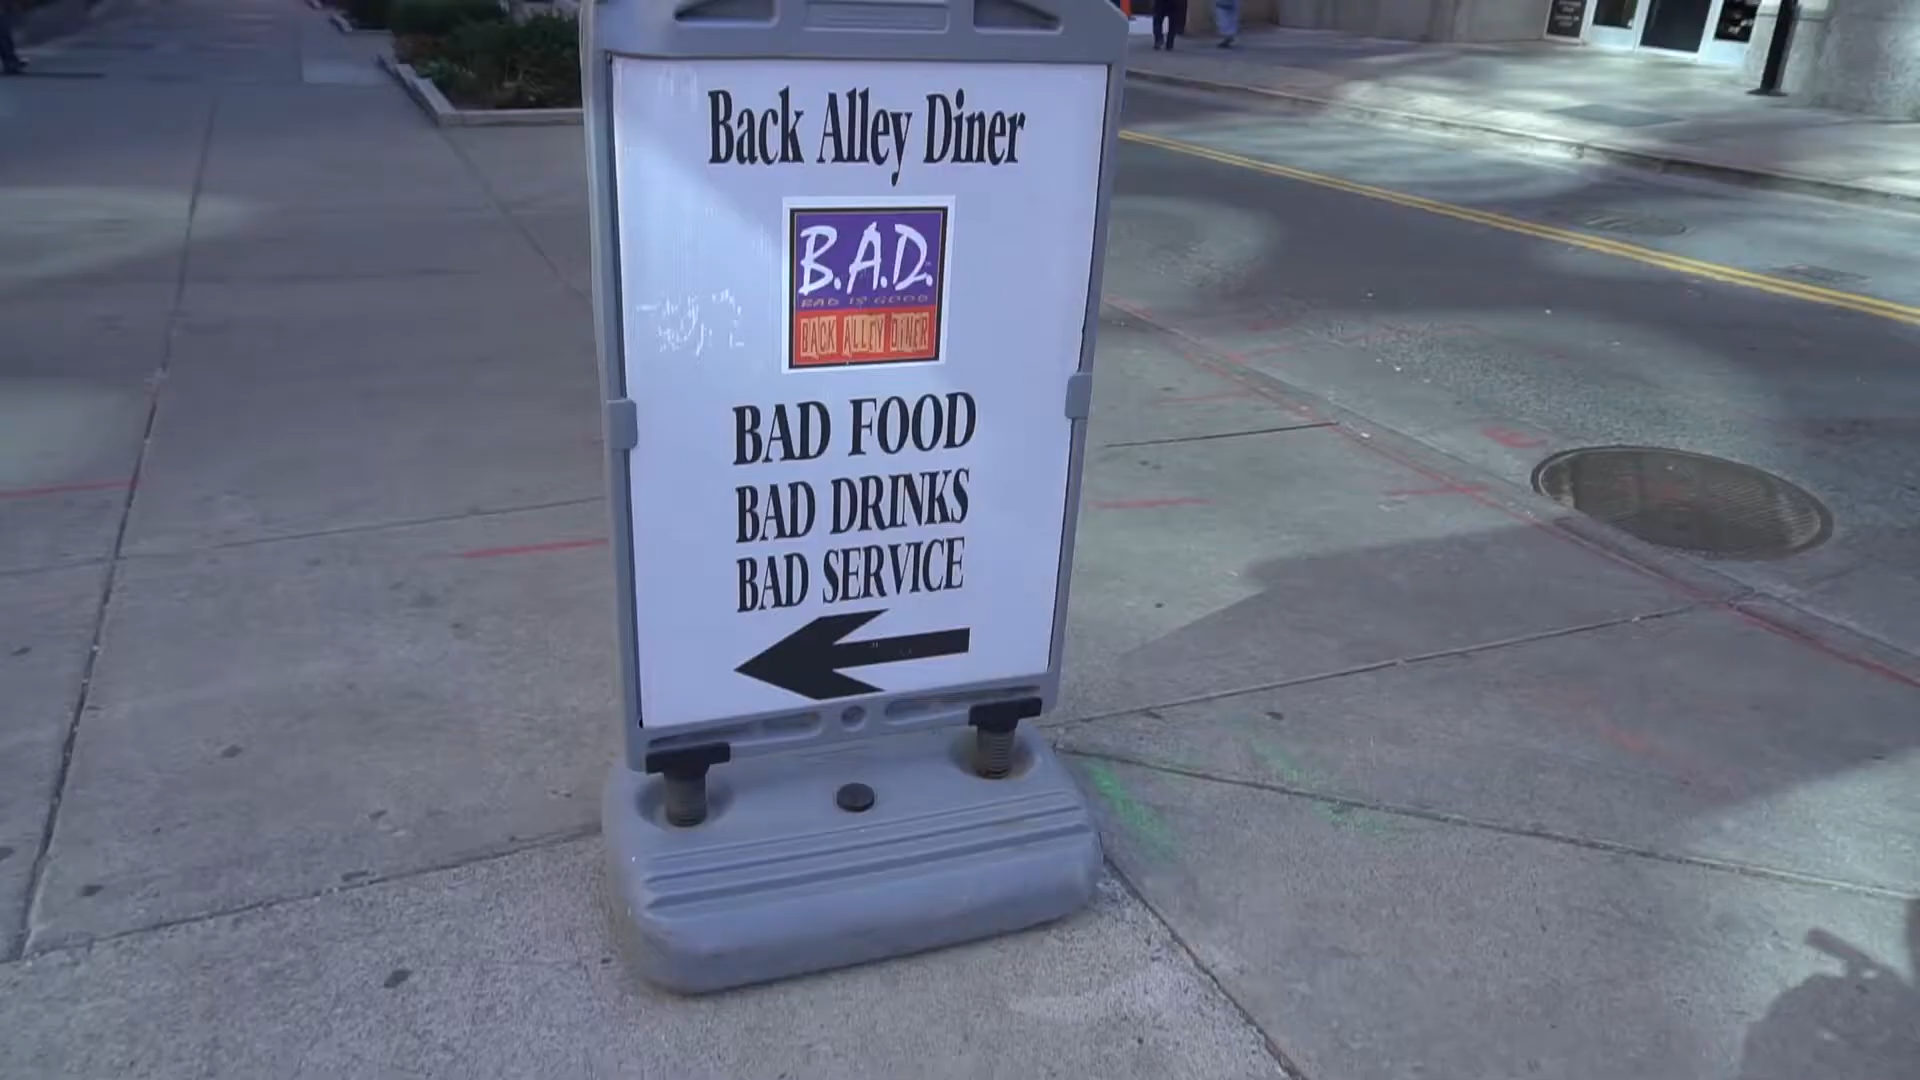 Back Alley Diner
B.A.D.
BAD IS GOOD
BACK ALLEY DINER
BAD FOOD
BAD DRINKS
BAD SERVICE